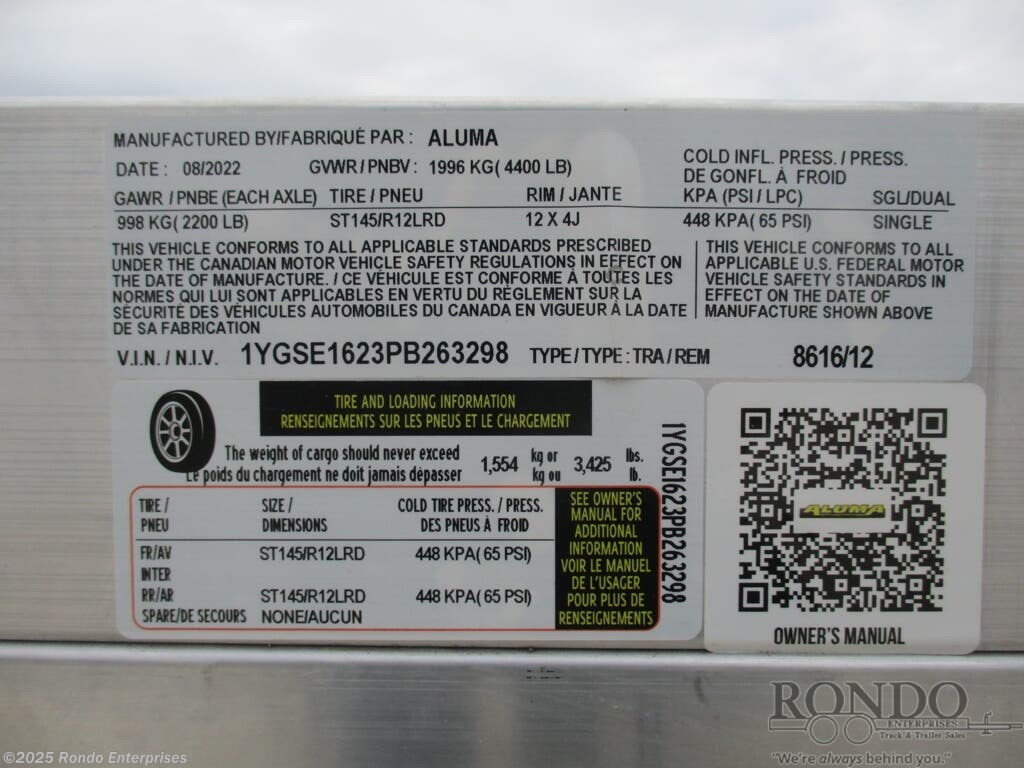 MANUFACTURED BY/FABRIQUÉ PAR : ALUMA
DATE : 08/2022 GVWR / PNBV : 1996 KG( 4400 LB)
COLD INFL. PRESS. / PRESS.
DE GONFL. À FROID
GAWR / PNBE (EACH AXLE) TIRE / PNEU RIM / JANTE KPA (PSI / LPC) SGL/DUAL
998 KG( 2200 LB) ST145/R12LRD 12 X 4J 448 KPA( 65 PSI) SINGLE
THIS VEHICLE CONFORMS TO ALL APPLICABLE STANDARDS PRESCRIBED
UNDER THE CANADIAN MOTOR VEHICLE SAFETY REGULATIONS IN EFFECT ON
THE DATE OF MANUFACTURE. / CE VÉHICULE EST CONFORME À TOUTES LES
NORMES QUI LUI SONT APPLICABLES EN VERTU DU RÈGLEMENT SUR LA
SÉCURITÉ DES VÉHICULES AUTOMOBILES DU CANADA EN VIGUEUR À LA DATE
DE SA FABRICATION
THIS VEHICLE CONFORMS TO ALL
APPLICABLE U.S. FEDERAL MOTOR
VEHICLE SAFETY STANDARDS IN
EFFECT ON THE DATE OF
MANUFACTURE SHOWN ABOVE
V.I.N. / N.I.V. 1YGSE1623PB263298 TYPE / TYPE : TRA / REM 8616/12
TIRE AND LOADING INFORMATION
RENSEIGNEMENTS SUR LES PNEUS ET LE CHARGEMENT
The weight of cargo should never exceed
Le poids du chargement ne doit jamais dépasser
1,554 kg or 3,425 lbs.
kg ou lb.
TIRE / SIZE / COLD TIRE PRESS. / PRESS.
PNEU DIMENSIONS DES PNEUS À FROID
FR/AV ST145/R12LRD 448 KPA( 65 PSI)
INTER
RR/AR ST145/R12LRD 448 KPA( 65 PSI)
SPARE/DE SECOURS NONE/AUCUN
SEE OWNER'S
MANUAL FOR
ADDITIONAL
INFORMATION
VOIR LE MANUEL
DE L'USAGER
POUR PLUS DE
RENSEIGNEMENTS
1YGSE1623PB263298
ALUMA
OWNER'S MANUAL
RONDO
ENTERPRISES
Truck & Trailer Sales
"We're always behind you."
©2025 Rondo Enterprises